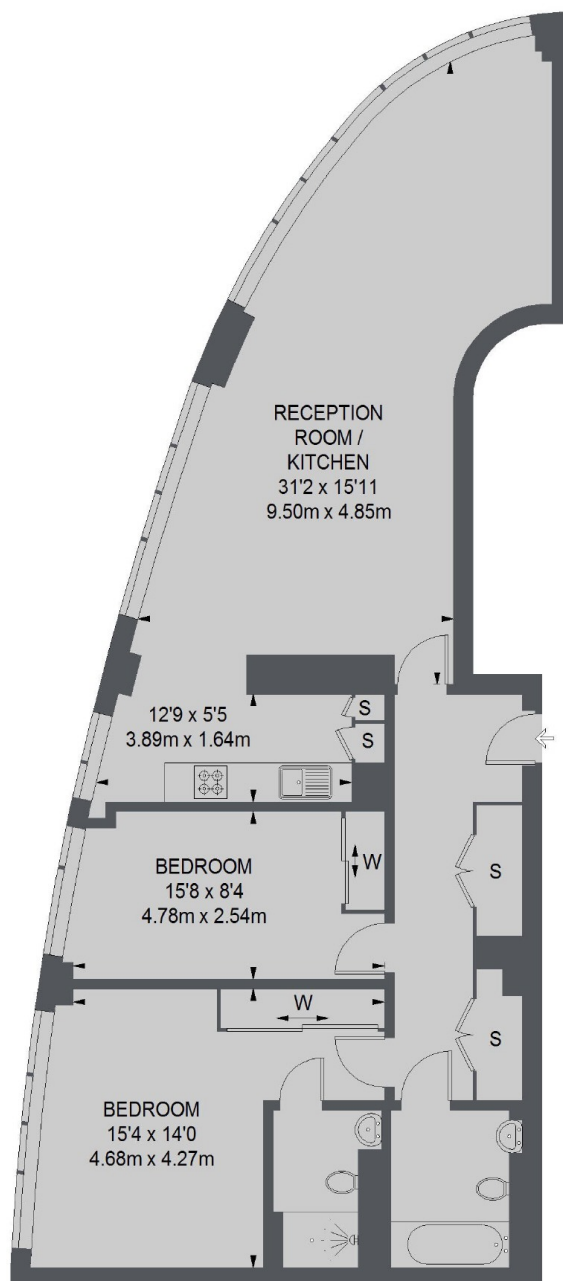 RECEPTION
ROOM /
KITCHEN
31'2 x 15'11
9.50m x 4.85m
12'9 x 5'5
3.89m x 1.64m
S
S
BEDROOM
15'8 x 8'4
4.78m x 2.54m
W
S
W
S
BEDROOM
15'4 x 14'0
4.68m x 4.27m